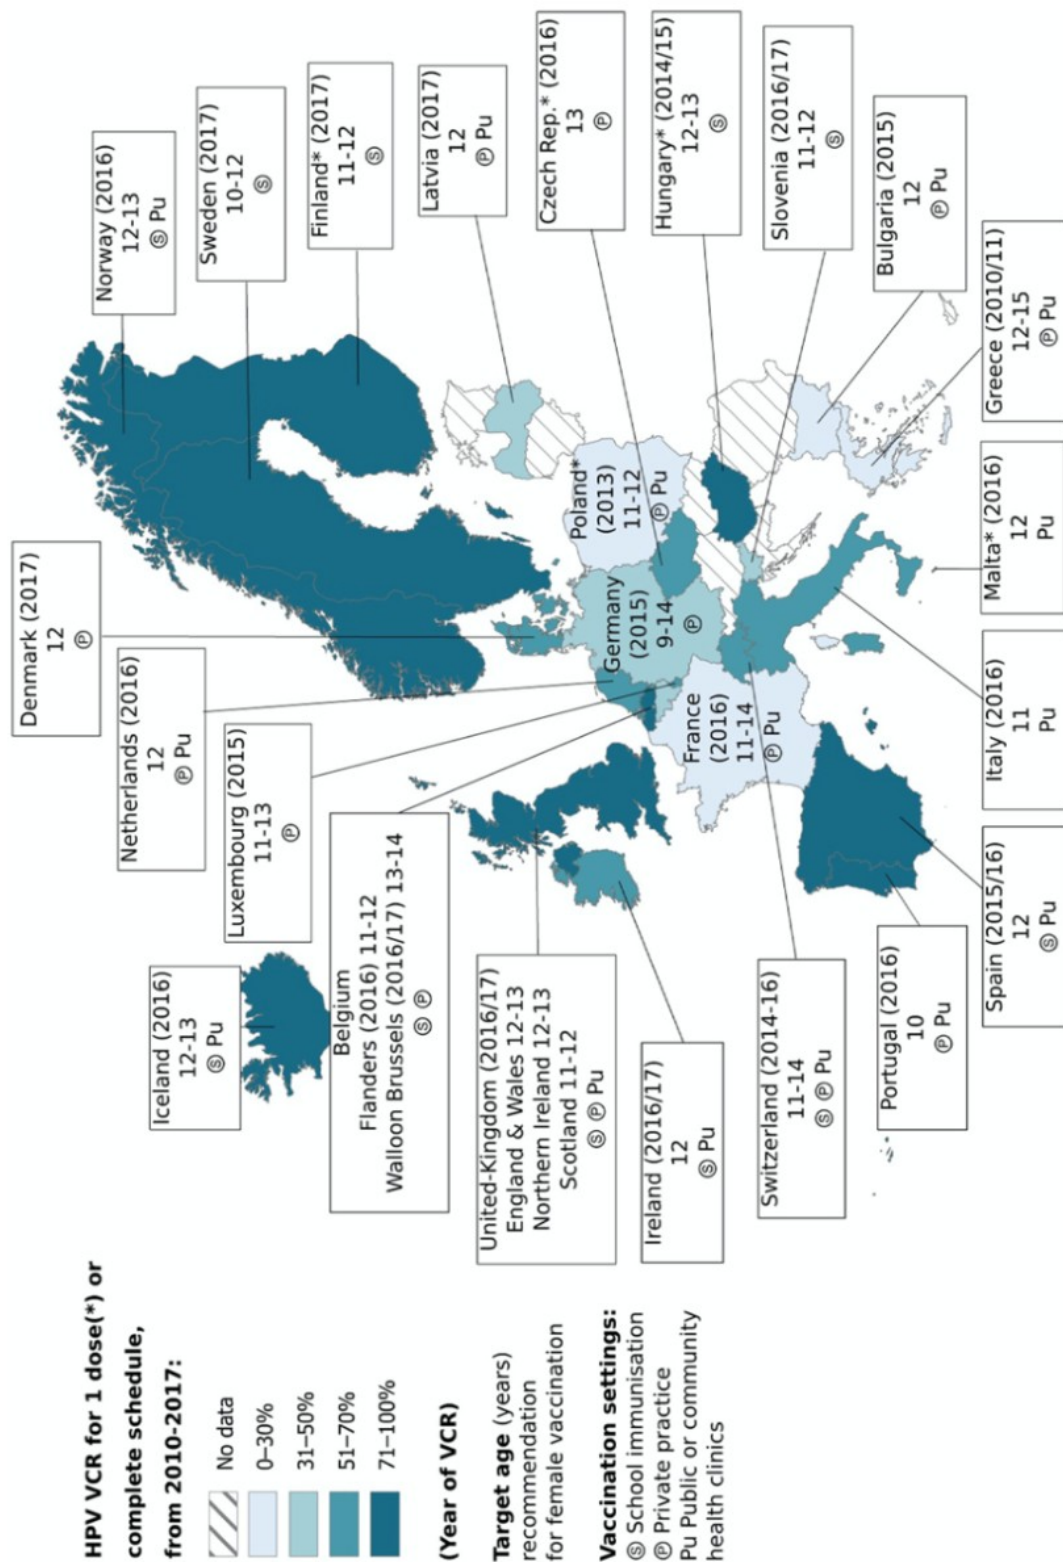 HPV VCR for 1 dose(*) or
complete schedule,
from 2010-2017:
No data
0–30%
31–50%
51–70%
71–100%
(Year of VCR)
Target age (years)
recommendation
for female vaccination
Vaccination settings:
Ⓢ School immunisation
Ⓟ Private practice
Pu Public or community
health clinics
Iceland (2016)
12-13
Ⓢ Pu
Belgium
Flanders (2016) 11-12
Walloon Brussels (2016/17) 13-14
Ⓢ Ⓟ
United-Kingdom (2016/17)
England & Wales 12-13
Northern Ireland 12-13
Scotland 11-12
Ⓢ Ⓟ Pu
Ireland (2016/17)
12
Ⓢ Pu
Switzerland (2014-16)
11-14
Ⓢ Ⓟ Pu
Portugal (2016)
10
Ⓟ Pu
Spain (2015/16)
12
Ⓢ Pu
Luxembourg (2015)
11-13
Ⓟ
Netherlands (2016)
12
Ⓟ Pu
Denmark (2017)
12
Ⓟ
France
(2016)
11-14
Ⓟ Pu
Germany
(2015)
9-14
Ⓟ
Poland*
(2013)
11-12
Ⓟ Pu
Italy (2016)
11
Pu
Malta* (2016)
12
Pu
Norway (2016)
12-13
Ⓢ Pu
Sweden (2017)
10-12
Ⓢ
Finland* (2017)
11-12
Ⓢ
Latvia (2017)
12
Ⓟ Pu
Czech Rep.* (2016)
13
Ⓟ
Hungary* (2014/15)
12-13
Ⓢ
Slovenia (2016/17)
11-12
Ⓢ
Bulgaria (2015)
12
Ⓟ Pu
Greece (2010/11)
12-15
Ⓟ Pu